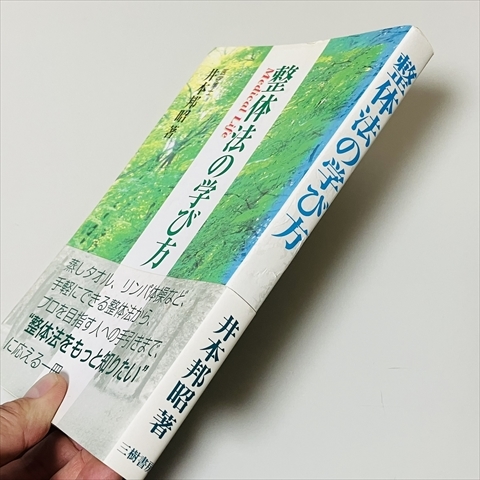 整体法の学び方
Medical Life
井本邦昭 著
蒸しタオル、リンパ体操など、
手軽にできる整体法から、
プロを目指す人への手引きまで、
“整体法をもっと知りたい”
に応える一冊
整体法の学び方
井本邦昭 著
三樹書房